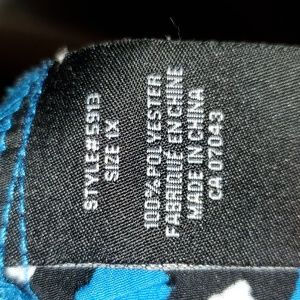 STYLE#5913
SIZE 1X
100% POLYESTER
FABRIQUÉ EN CHINE
MADE IN CHINA
CA 07043